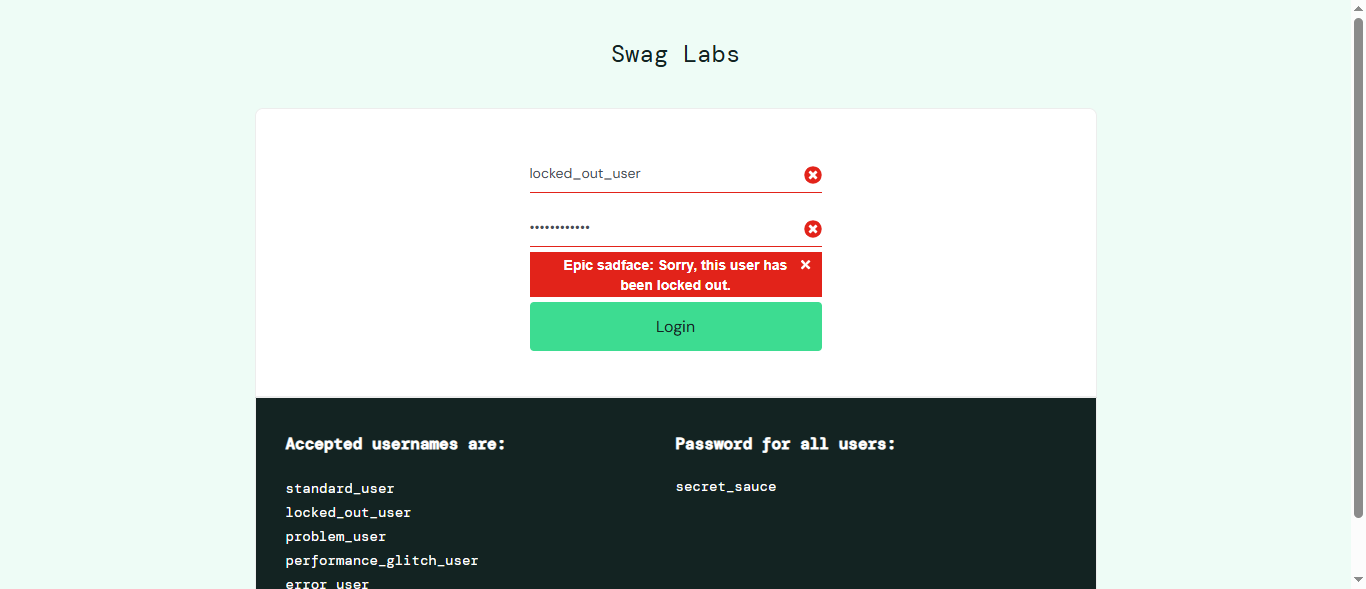 Swag Labs
locked_out_user
••••••••••••
Epic sadface: Sorry, this user has
been locked out.
Login
Accepted usernames are:
standard_user
locked_out_user
problem_user
performance_glitch_user
error_user
Password for all users:
secret_sauce